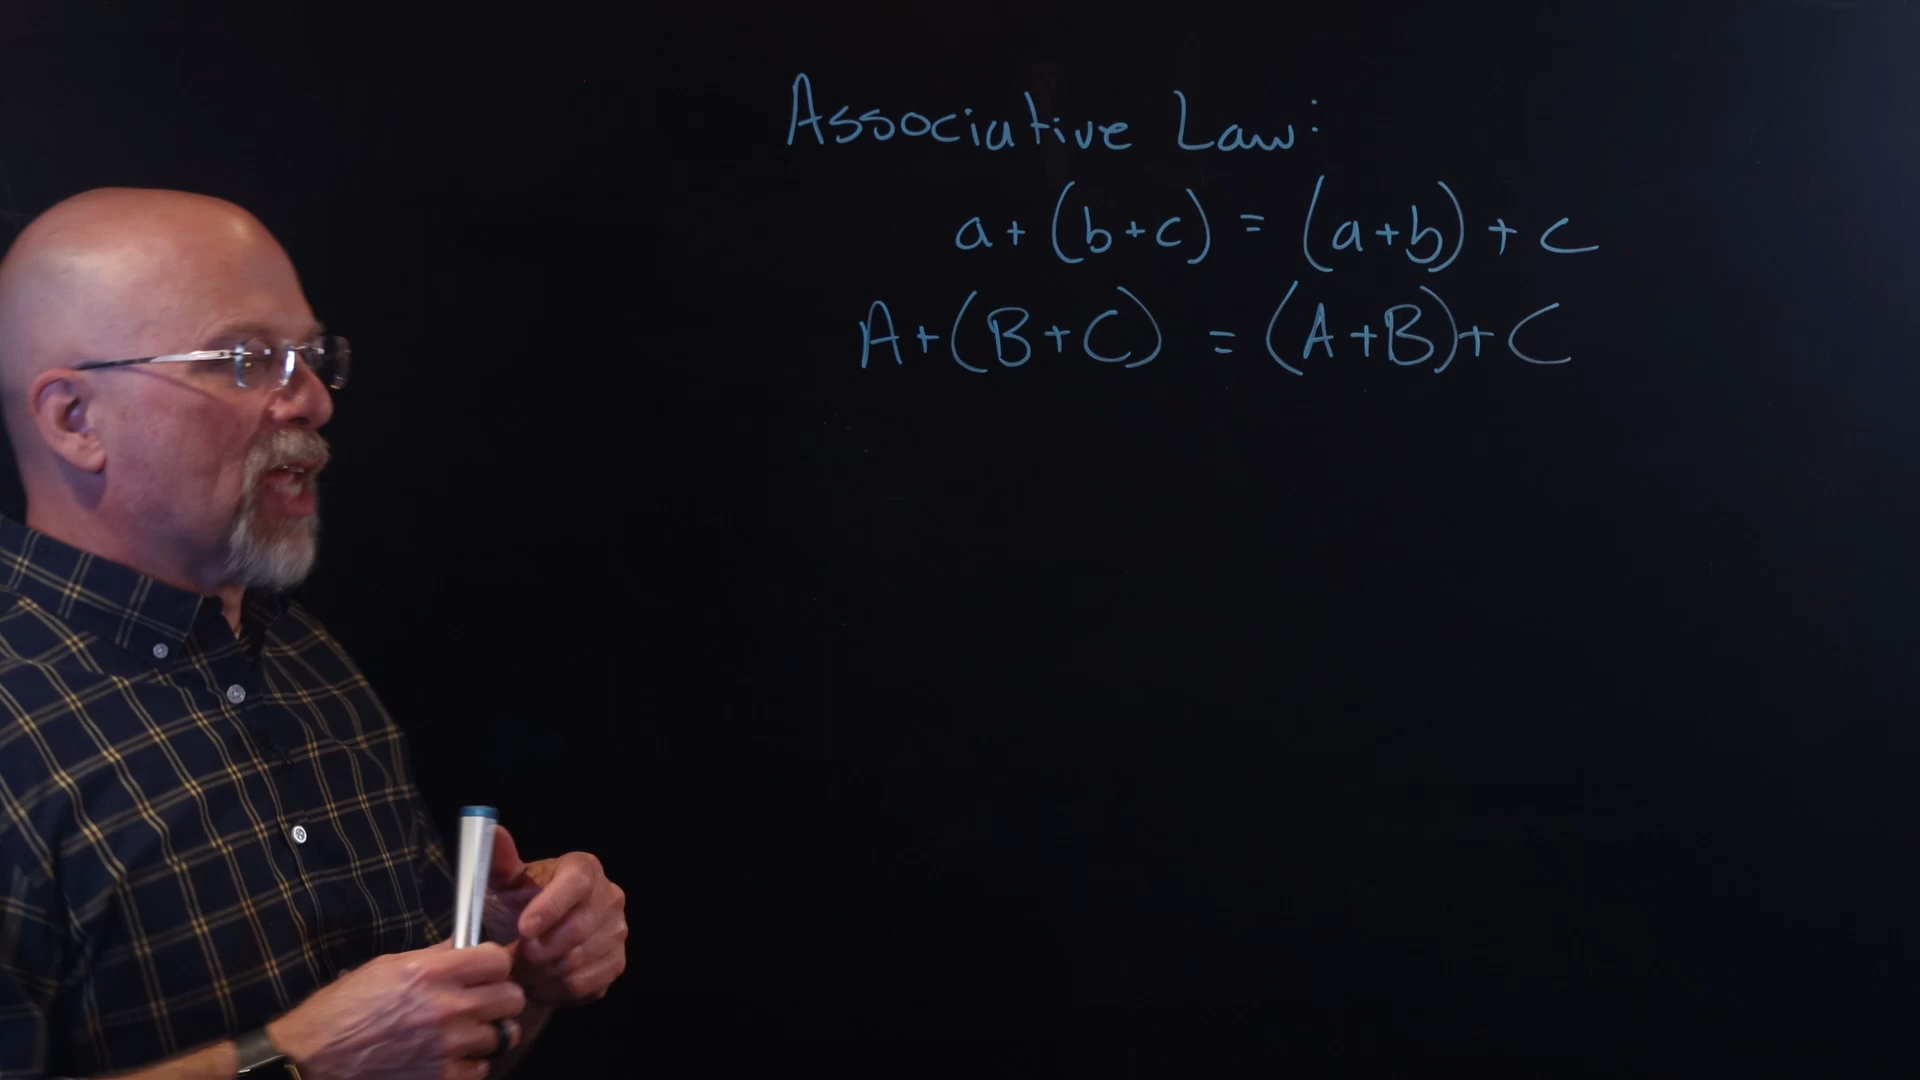 Associative Law:
a+(b+c) = (a+b)+c
A+(B+C) = (A+B)+C